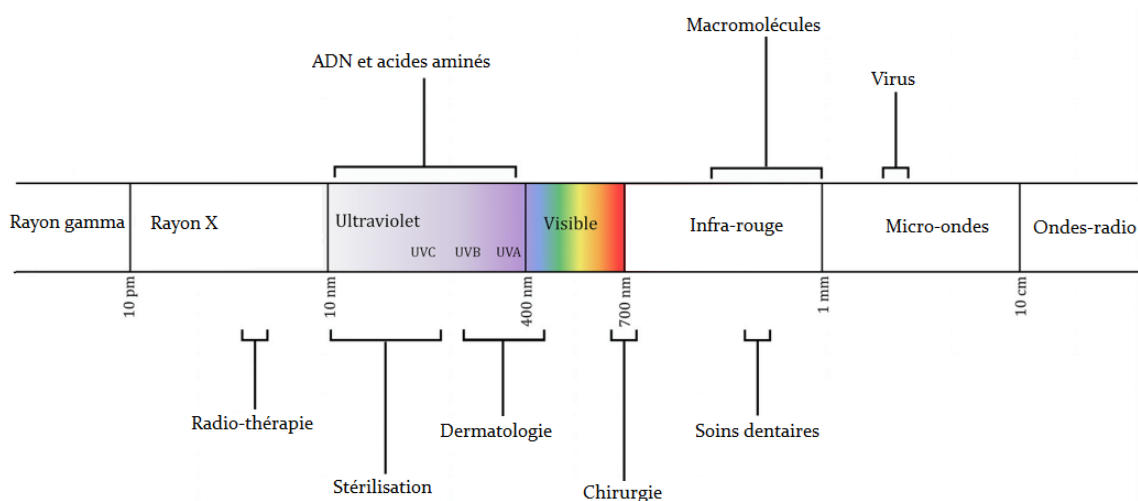 Macromolécules
ADN et acides aminés
Virus
Rayon gamma
Rayon X
Ultraviolet
UVC
UVB
UVA
Visible
Infra-rouge
Micro-ondes
Ondes-radio
10 pm
10 nm
400 nm
700 nm
1 mm
10 cm
Radio-thérapie
Dermatologie
Soins dentaires
Stérilisation
Chirurgie